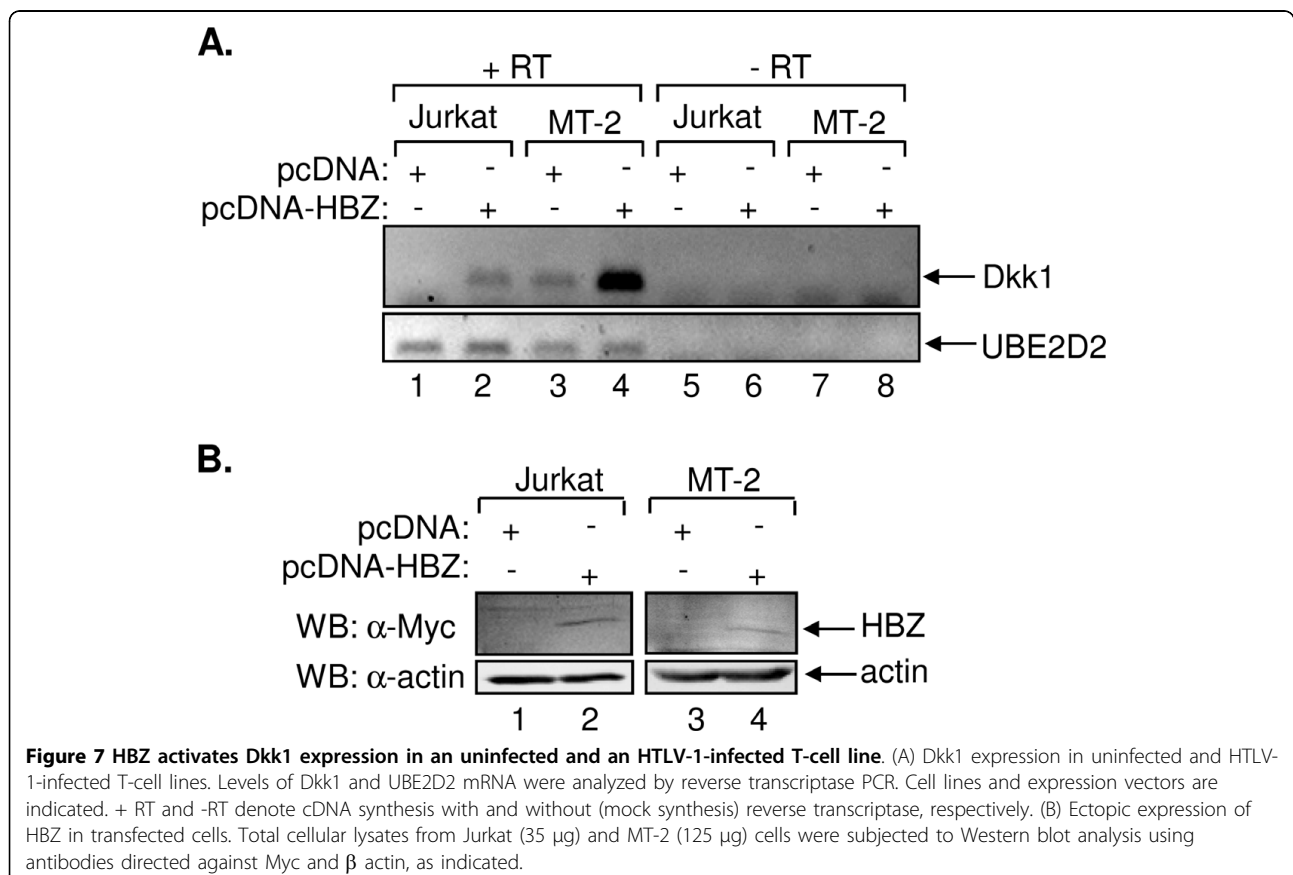 A.
+ RT - RT
Jurkat MT-2 Jurkat MT-2
pcDNA: + - + - + - + -
pcDNA-HBZ: - + - + - + - +
Dkk1
UBE2D2
1 2 3 4 5 6 7 8
B.
Jurkat MT-2
pcDNA: + - + -
pcDNA-HBZ: - + - +
WB: α-Myc HBZ
WB: α-actin actin
1 2 3 4
Figure 7 HBZ activates Dkk1 expression in an uninfected and an HTLV-1-infected T-cell line. (A) Dkk1 expression in uninfected and HTLV-
1-infected T-cell lines. Levels of Dkk1 and UBE2D2 mRNA were analyzed by reverse transcriptase PCR. Cell lines and expression vectors are
indicated. + RT and -RT denote cDNA synthesis with and without (mock synthesis) reverse transcriptase, respectively. (B) Ectopic expression of
HBZ in transfected cells. Total cellular lysates from Jurkat (35 μg) and MT-2 (125 μg) cells were subjected to Western blot analysis using
antibodies directed against Myc and β actin, as indicated.